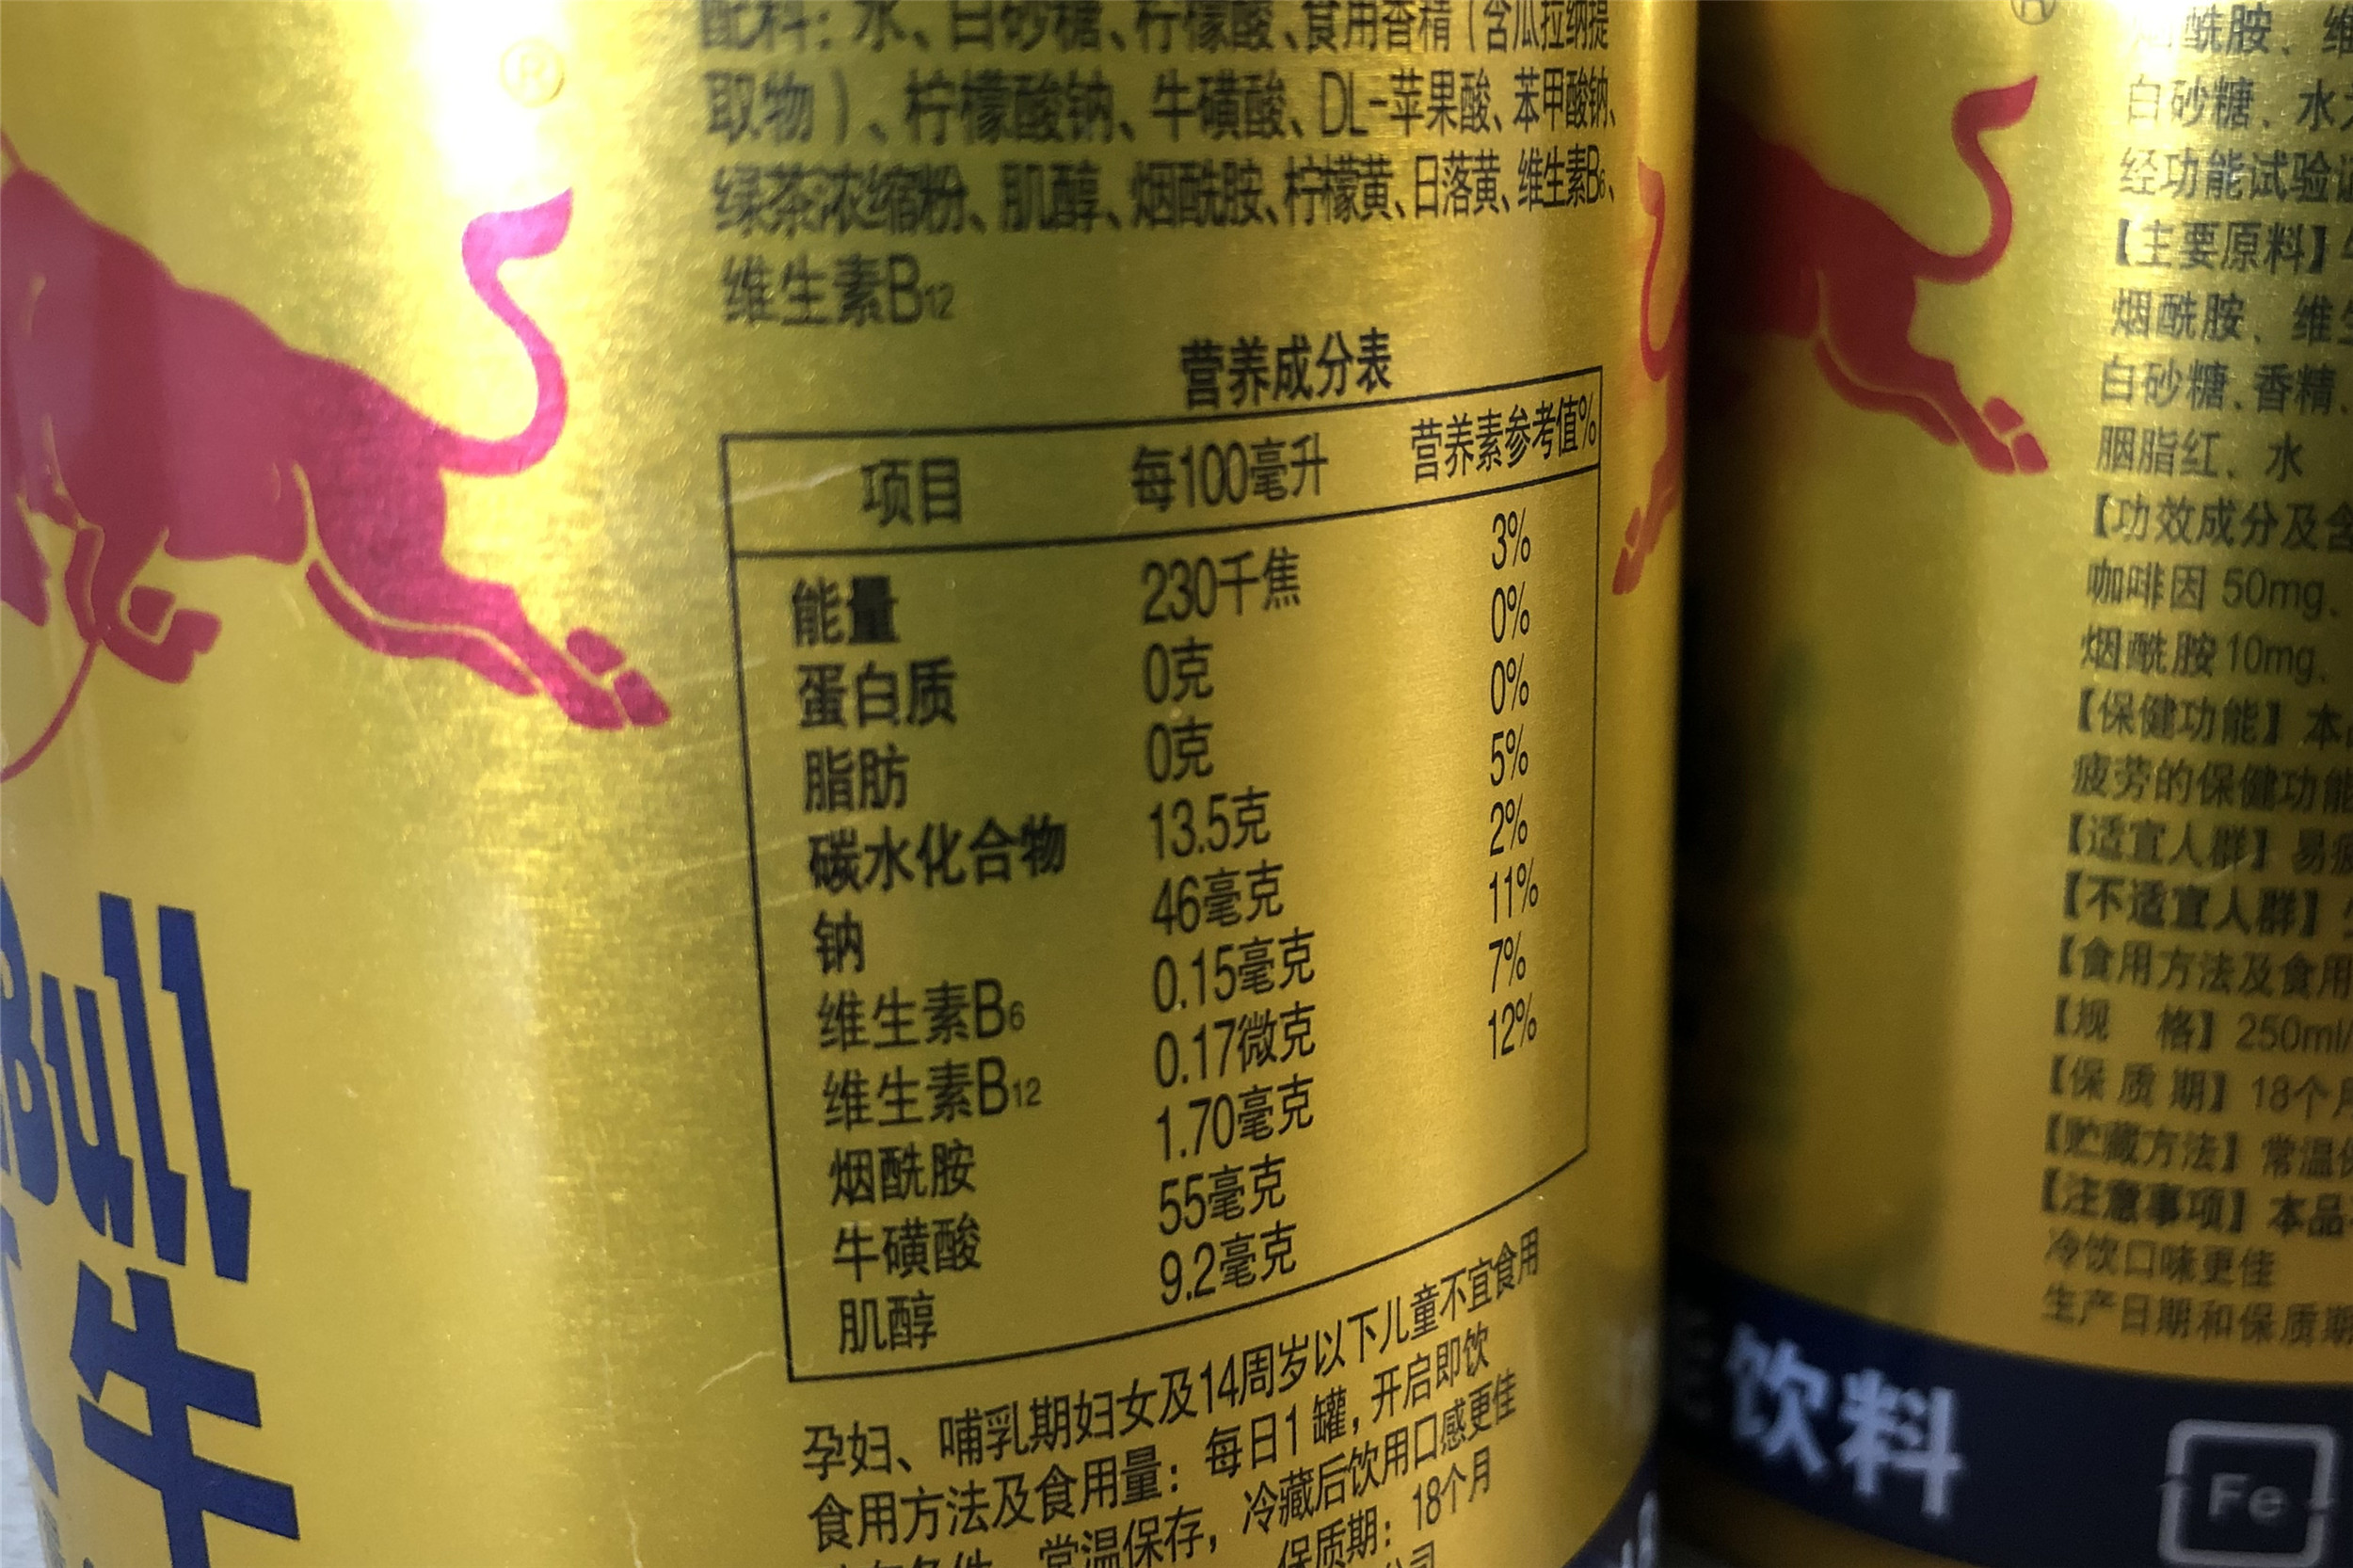 ®
配料：水、白砂糖、柠檬酸、食用香精（含瓜拉纳提
取物）、柠檬酸钠、牛磺酸、DL-苹果酸、苯甲酸钠、
绿茶浓缩粉、肌醇、烟酰胺、柠檬黄、日落黄、维生素B6、
维生素B12
营养成分表
项目 每100毫升 营养素参考值%
能量 230千焦 3%
蛋白质 0克 0%
脂肪 0克 0%
碳水化合物 13.5克 5%
钠 46毫克 2%
维生素B6 0.15毫克 11%
维生素B12 0.17微克 7%
烟酰胺 1.70毫克 12%
牛磺酸 55毫克
肌醇 9.2毫克
孕妇、哺乳期妇女及14周岁以下儿童不宜食用
食用方法及食用量：每日1罐，开启即饮
常温保存，冷藏后饮用口感更佳
保质期：18个月
公司
牛
®
酰胺、维
白砂糖、水
经功能试验证
【主要原料】
烟酰胺、维生
白砂糖、香精、
胭脂红、水
【功效成分及含
咖啡因 50mg、
烟酰胺 10mg、
【保健功能】本
疲劳的保健功能
【适宜人群】易疲
【不适宜人群】
【食用方法及食用
【规 格】250ml/
【保质期】18个月
【贮藏方法】常温保
【注意事项】本品
冷饮口味更佳
生产日期和保质期
饮料
Fe